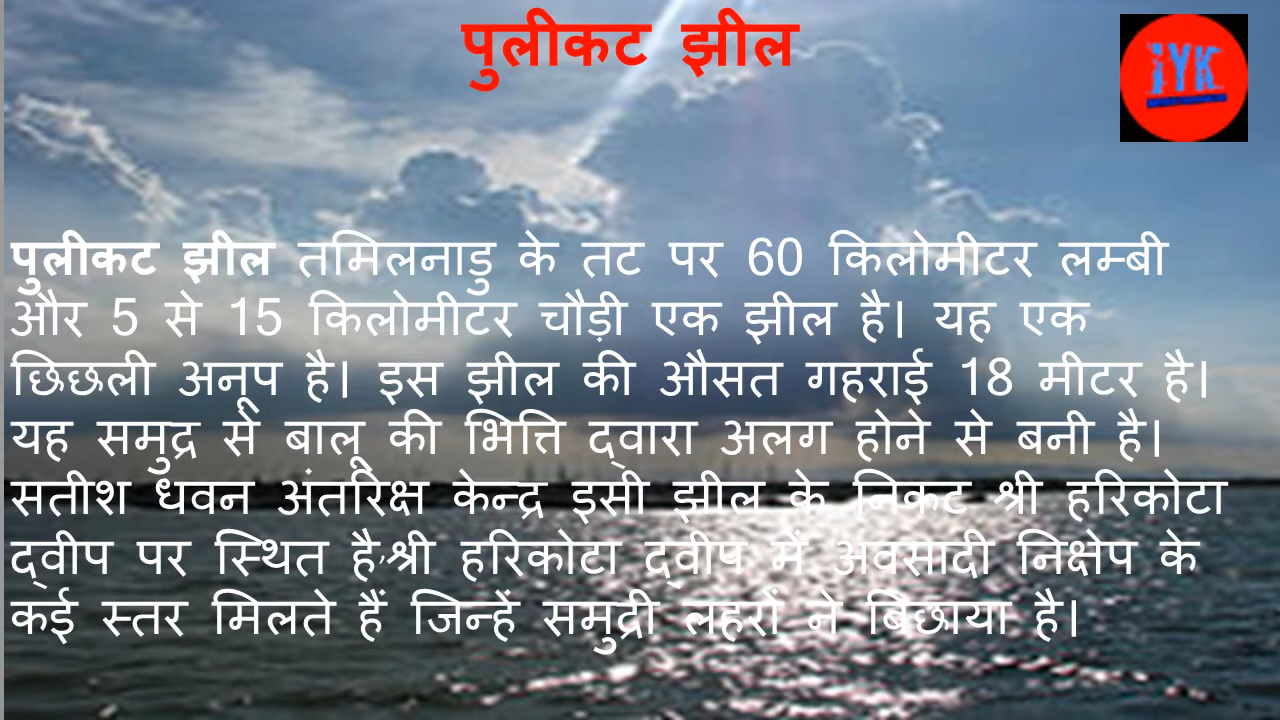 पुलीकट झील
IYK
पुलीकट झील तमिलनाडु के तट पर 60 किलोमीटर लम्बी
और 5 से 15 किलोमीटर चौड़ी एक झील है। यह एक
छिछली अनूप है। इस झील की औसत गहराई 18 मीटर है।
यह समुद्र से बालू की भित्ति द्वारा अलग होने से बनी है।
सतीश धवन अंतरिक्ष केन्द्र इसी झील के निकट श्री हरिकोटा
द्वीप पर स्थित है,श्री हरिकोटा द्वीप में अवसादी निक्षेप के
कई स्तर मिलते हैं जिन्हें समुद्री लहरों ने बिछाया है।